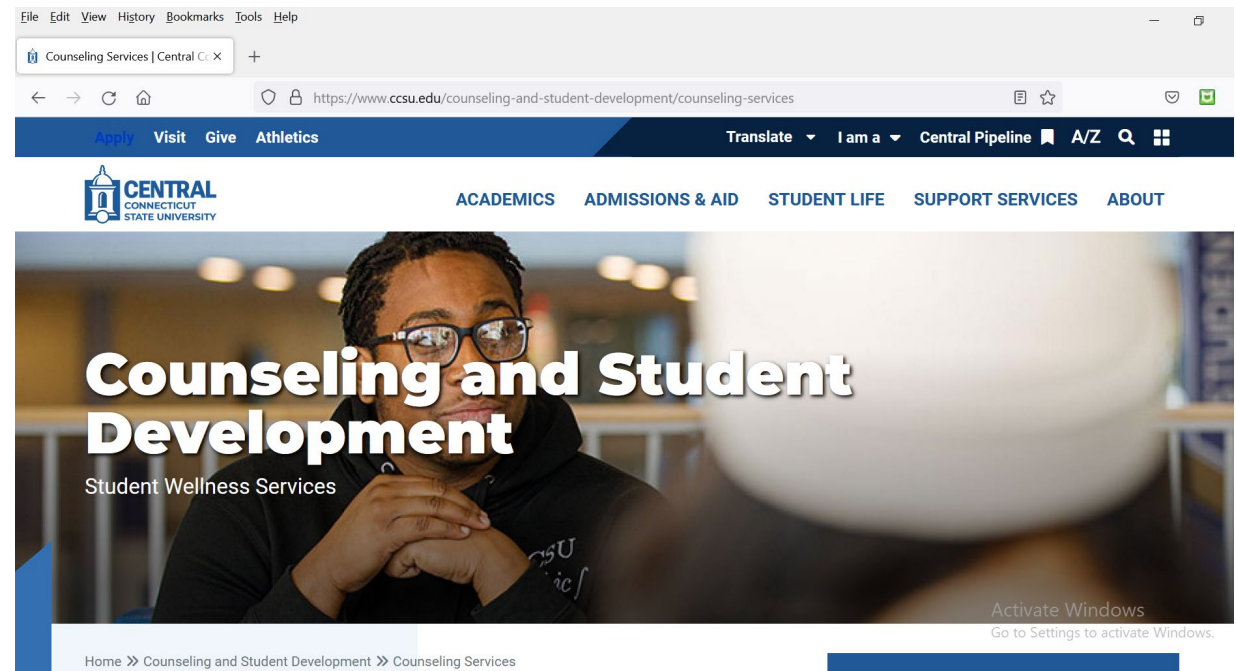 File Edit View History Bookmarks Tools Help
Counseling Services | Central Co
https://www.ccsu.edu/counseling-and-student-development/counseling-services
Apply Visit Give Athletics Translate I am a Central Pipeline A/Z
CENTRAL
CONNECTICUT
STATE UNIVERSITY
ACADEMICS ADMISSIONS & AID STUDENT LIFE SUPPORT SERVICES ABOUT
STUDENT
Counseling and Student
Development
Student Wellness Services
Activate Windows
Go to Settings to activate Windows.
Home » Counseling and Student Development » Counseling Services